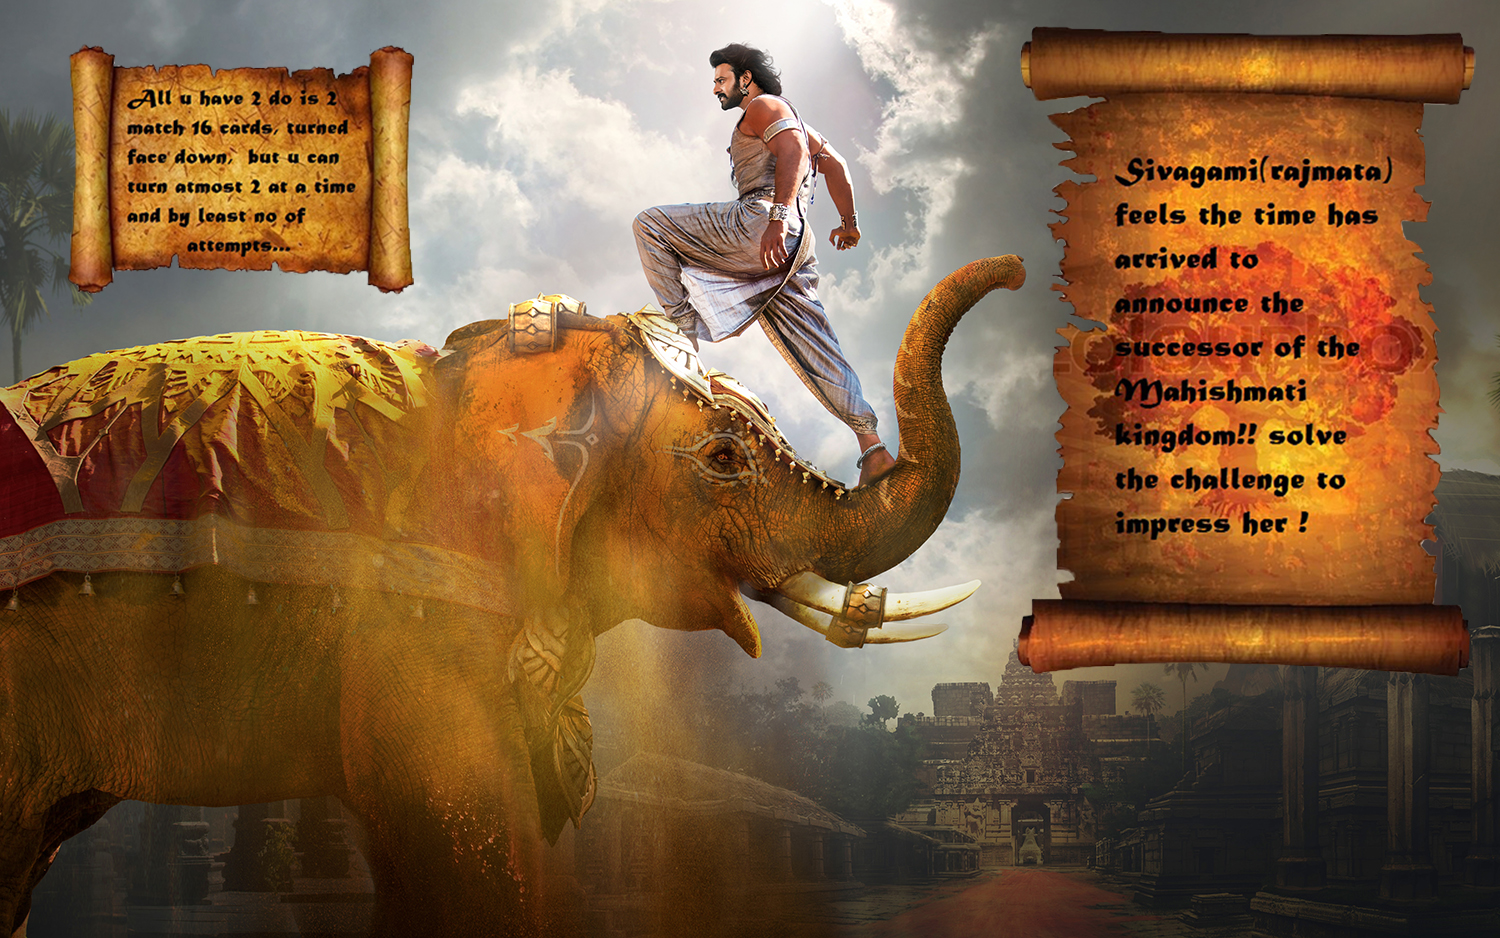 All u have 2 do is 2
match 16 cards, turned
face down, but u can
turn atmost 2 at a time
and by least no of
attempts...
Sivagami(rajmata)
feels the time has
arrived to
announce the
successor of the
Mahishmati
kingdom!! solve
the challenge to
impress her !